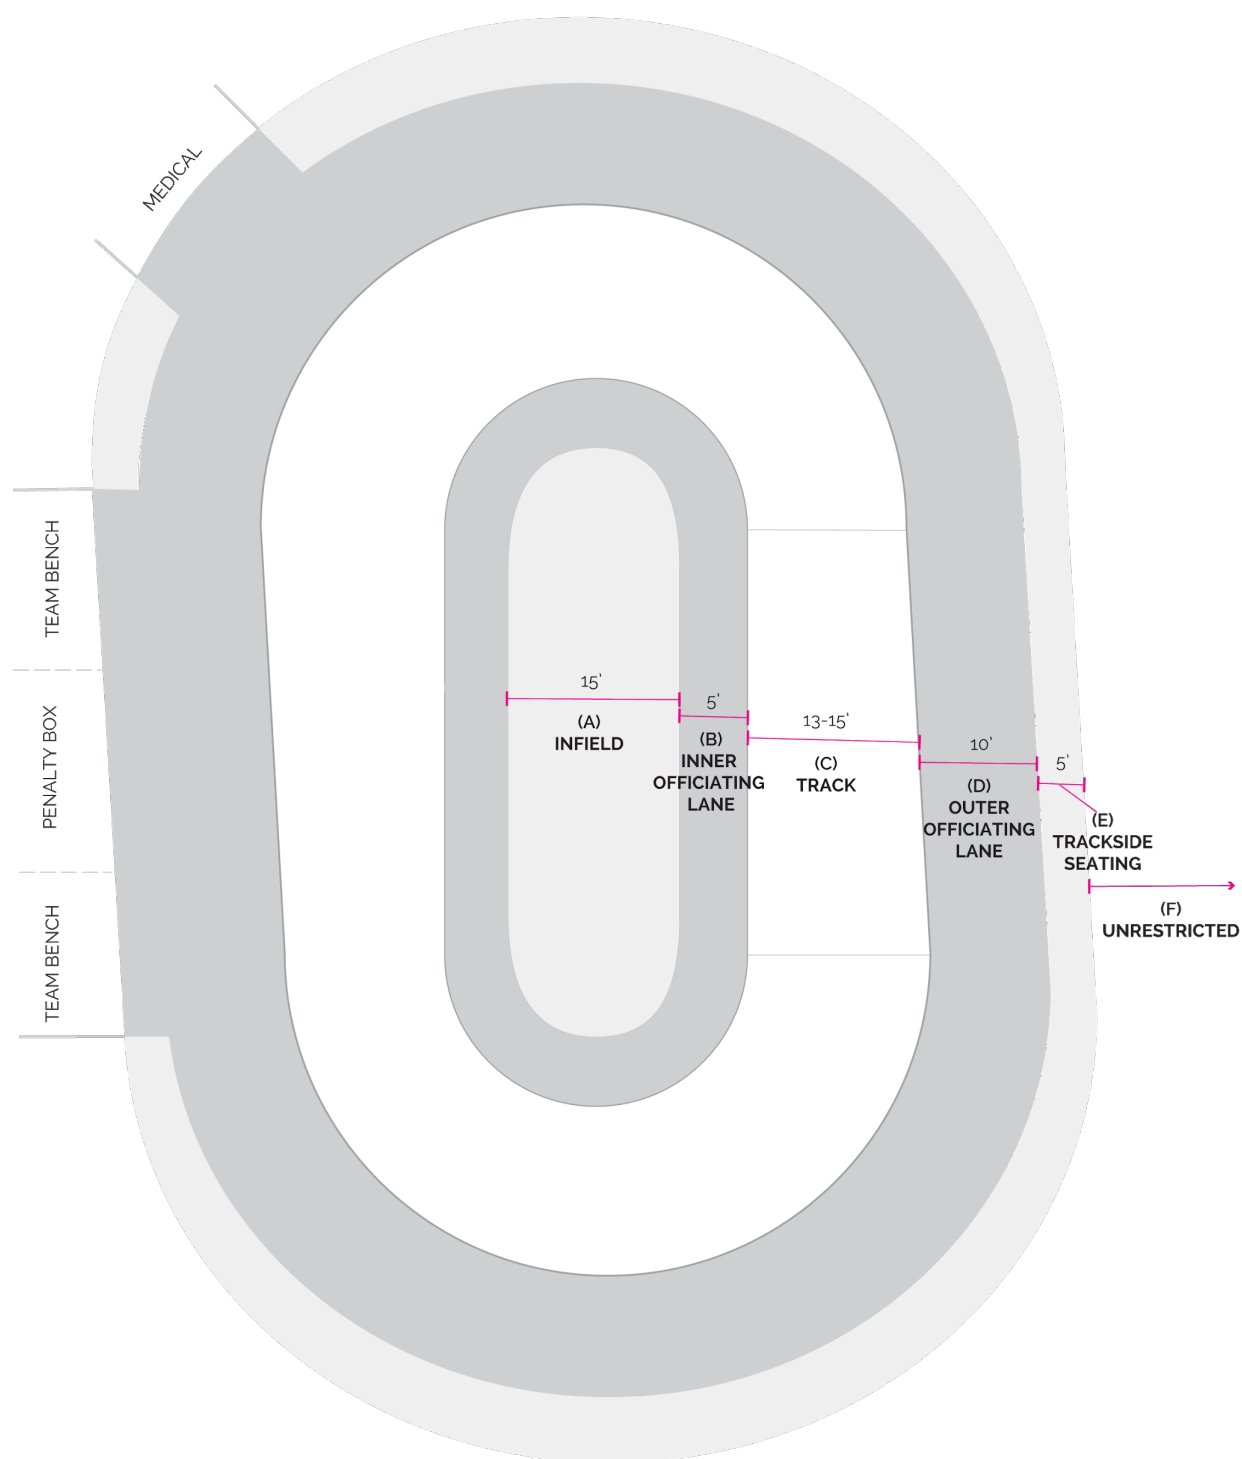 MEDICAL
TEAM BENCH
PENALTY BOX
TEAM BENCH
15'
(A)
INFIELD
5'
(B)
INNER
OFFICIATING
LANE
13-15'
(C)
TRACK
10'
(D)
OUTER
OFFICIATING
LANE
5'
(E)
TRACKSIDE
SEATING
(F)
UNRESTRICTED